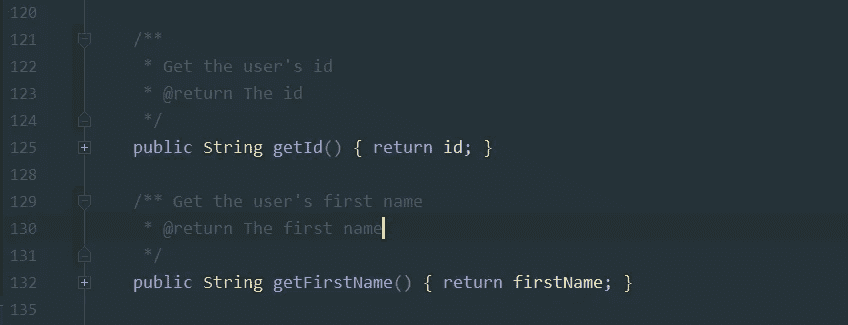 120
121 /**
122 * Get the user's id
123 * @return The id
124 */
125 public String getId() { return id; }
128
129 /** Get the user's first name
130 * @return The first name
131 */
132 public String getFirstName() { return firstName; }
135